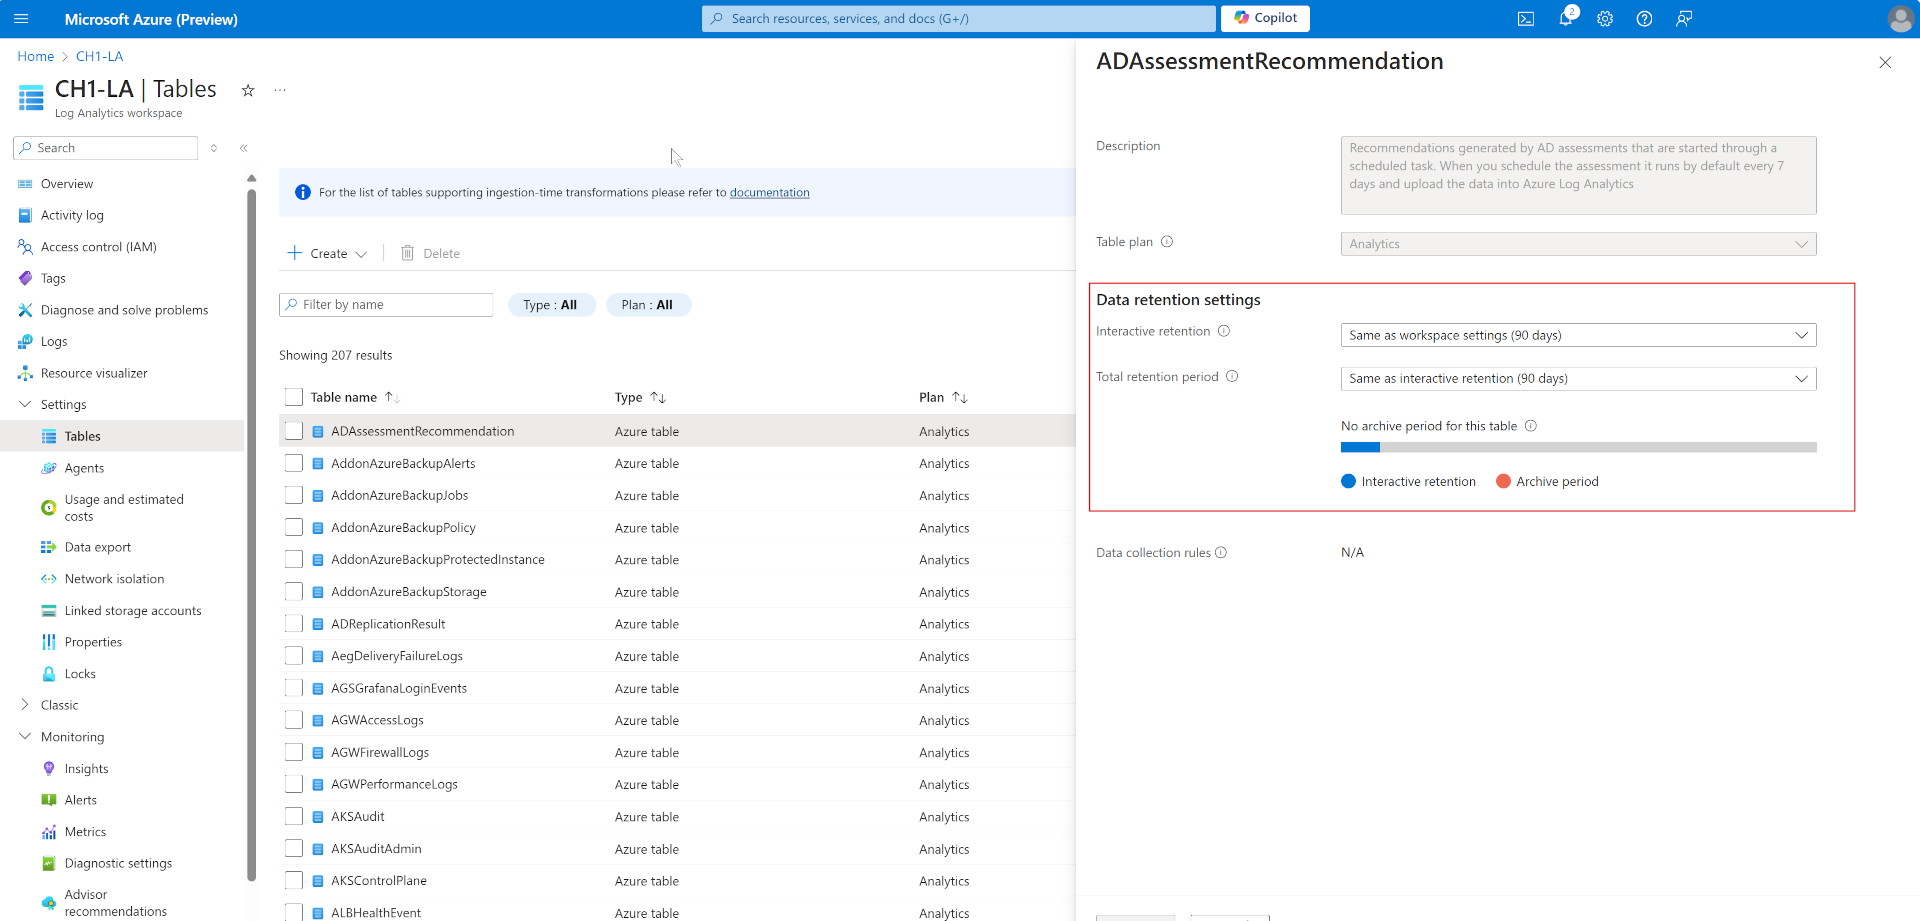 Microsoft Azure (Preview)
Search resources, services, and docs (G+/)
Copilot
2
Home > CH1-LA
CH1-LA | Tables
Log Analytics workspace
Search
Overview
Activity log
Access control (IAM)
Tags
Diagnose and solve problems
Logs
Resource visualizer
Settings
Tables
Agents
Usage and estimated
costs
Data export
Network isolation
Linked storage accounts
Properties
Locks
Classic
Monitoring
Insights
Alerts
Metrics
Diagnostic settings
Advisor
recommendations
For the list of tables supporting ingestion-time transformations please refer to documentation
Create
Delete
Filter by name
Type : All
Plan : All
Showing 207 results
Table name Type Plan
ADAssessmentRecommendation Azure table Analytics
AddonAzureBackupAlerts Azure table Analytics
AddonAzureBackupJobs Azure table Analytics
AddonAzureBackupPolicy Azure table Analytics
AddonAzureBackupProtectedInstance Azure table Analytics
AddonAzureBackupStorage Azure table Analytics
ADReplicationResult Azure table Analytics
AegDeliveryFailureLogs Azure table Analytics
AGSGrafanaLoginEvents Azure table Analytics
AGWAccessLogs Azure table Analytics
AGWFirewallLogs Azure table Analytics
AGWPerformanceLogs Azure table Analytics
AKSAudit Azure table Analytics
AKSAuditAdmin Azure table Analytics
AKSControlPlane Azure table Analytics
ALBHealthEvent Azure table Analytics
ADAssessmentRecommendation
Description
Recommendations generated by AD assessments that are started through a
scheduled task. When you schedule the assessment it runs by default every 7
days and upload the data into Azure Log Analytics
Table plan
Analytics
Data retention settings
Interactive retention
Same as workspace settings (90 days)
Total retention period
Same as interactive retention (90 days)
No archive period for this table
Interactive retention
Archive period
Data collection rules
N/A